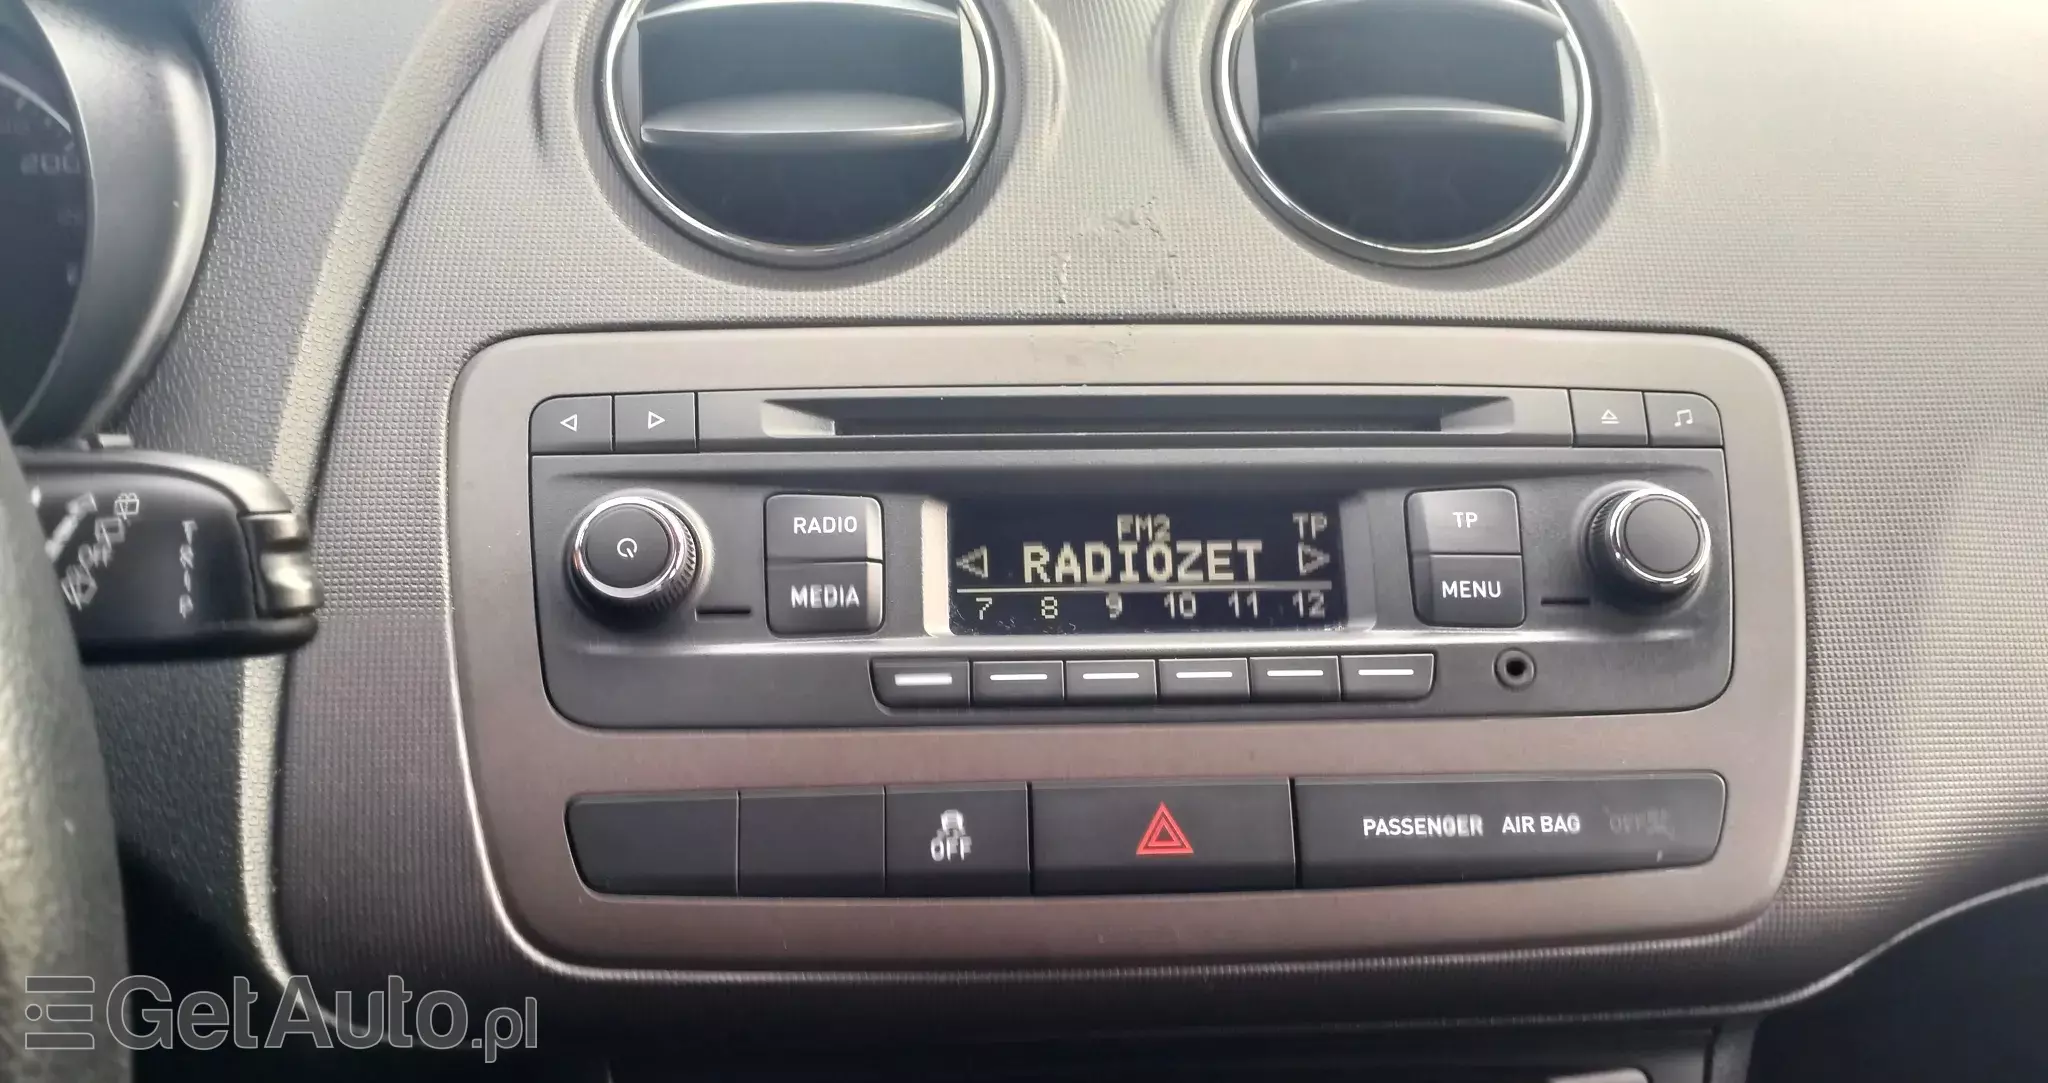 200
RADIO
FM2
TP
TP
RADIOZET
MEDIA
MENU
7 8 9 10 11 12
OFF
PASSENGER AIR BAG
GetAuto.pl